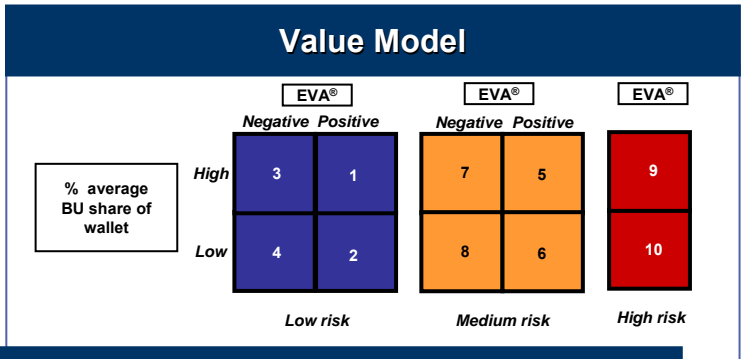 Value Model
EVA® EVA® EVA®
Negative Positive Negative Positive
% average
BU share of
wallet
High 3 1 7 5 9
Low 4 2 8 6 10
Low risk Medium risk High risk